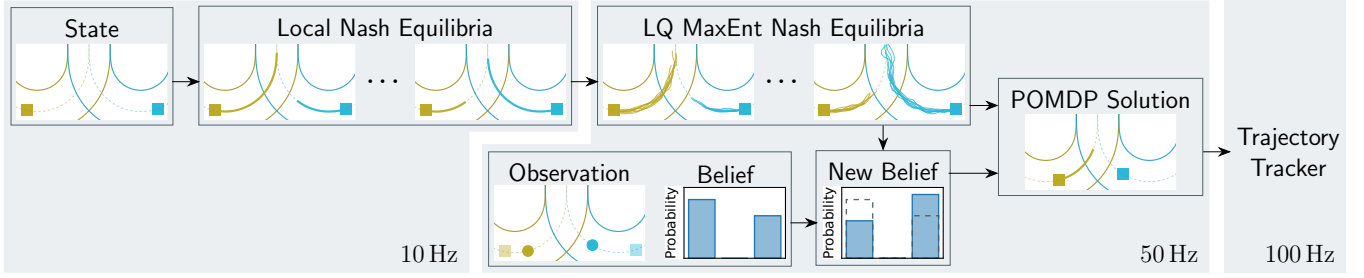 State
Local Nash Equilibria
...
LQ MaxEnt Nash Equilibria
...
POMDP Solution
Trajectory
Tracker
Observation
Belief
Probability
New Belief
Probability
10 Hz
50 Hz
100 Hz